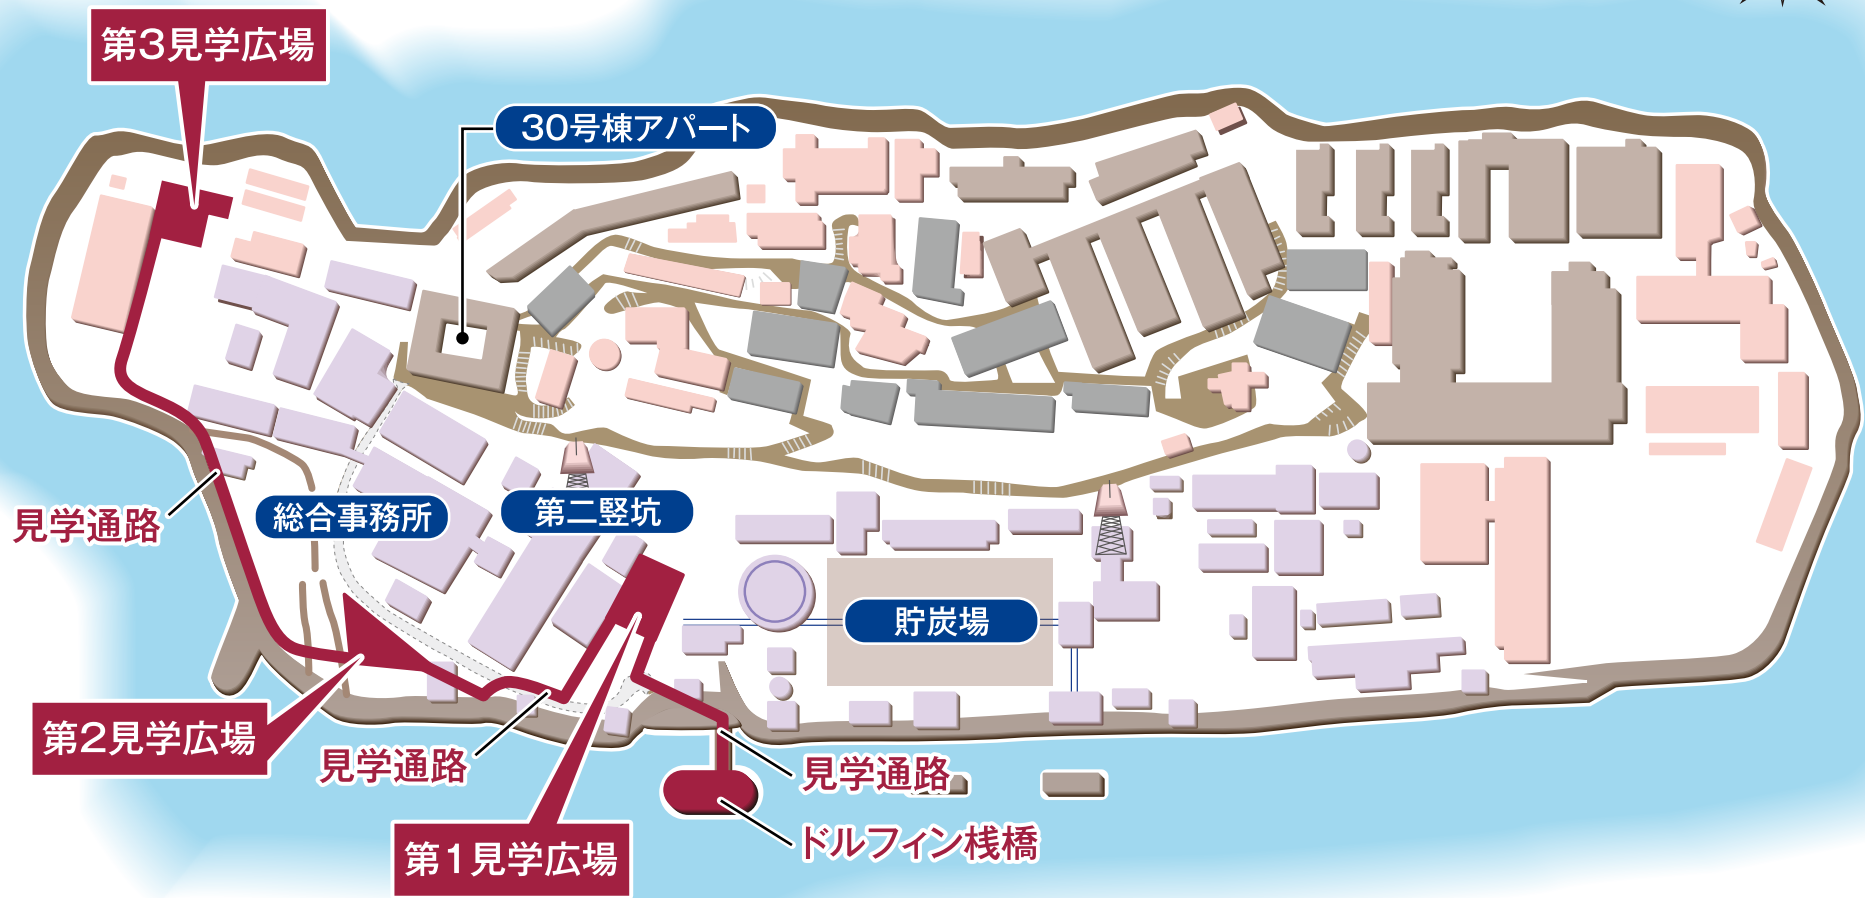 第3見学広場
30号棟アパート
見学通路
総合事務所
第二竪坑
貯炭場
第2見学広場
見学通路
見学通路
ドルフィン桟橋
第1見学広場